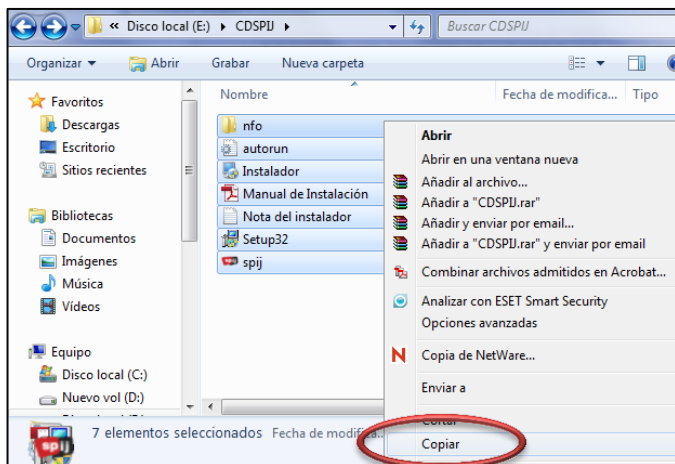 « Disco local (E:) ▸ CDSPIJ ▸
Buscar CDSPIJ
Organizar
Abrir
Grabar
Nueva carpeta
Nombre
Fecha de modifica...
Tipo
Favoritos
Descargas
Escritorio
Sitios recientes
Bibliotecas
Documentos
Imágenes
Música
Vídeos
Equipo
Disco local (C:)
Nuevo vol (D:)
nfo
autorun
Instalador
Manual de Instalación
Nota del instalador
Setup32
spij
Abrir
Abrir en una ventana nueva
Añadir al archivo...
Añadir a "CDSPIJ.rar"
Añadir y enviar por email...
Añadir a "CDSPIJ.rar" y enviar por email
Combinar archivos admitidos en Acrobat...
Analizar con ESET Smart Security
Opciones avanzadas
Copia de NetWare...
Enviar a
Cortar
Copiar
spij
7 elementos seleccionados
Fecha de modifica...